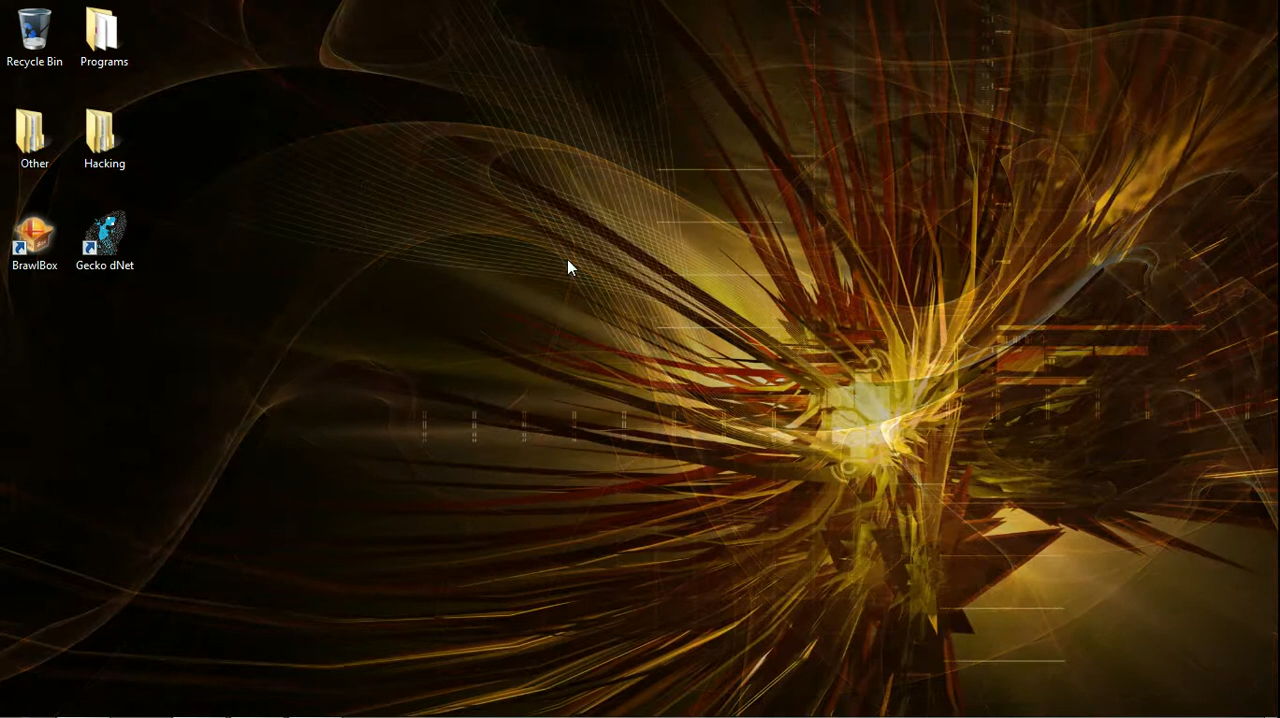 Recycle Bin
Programs
Other
Hacking
BrawlBox
Gecko dNet